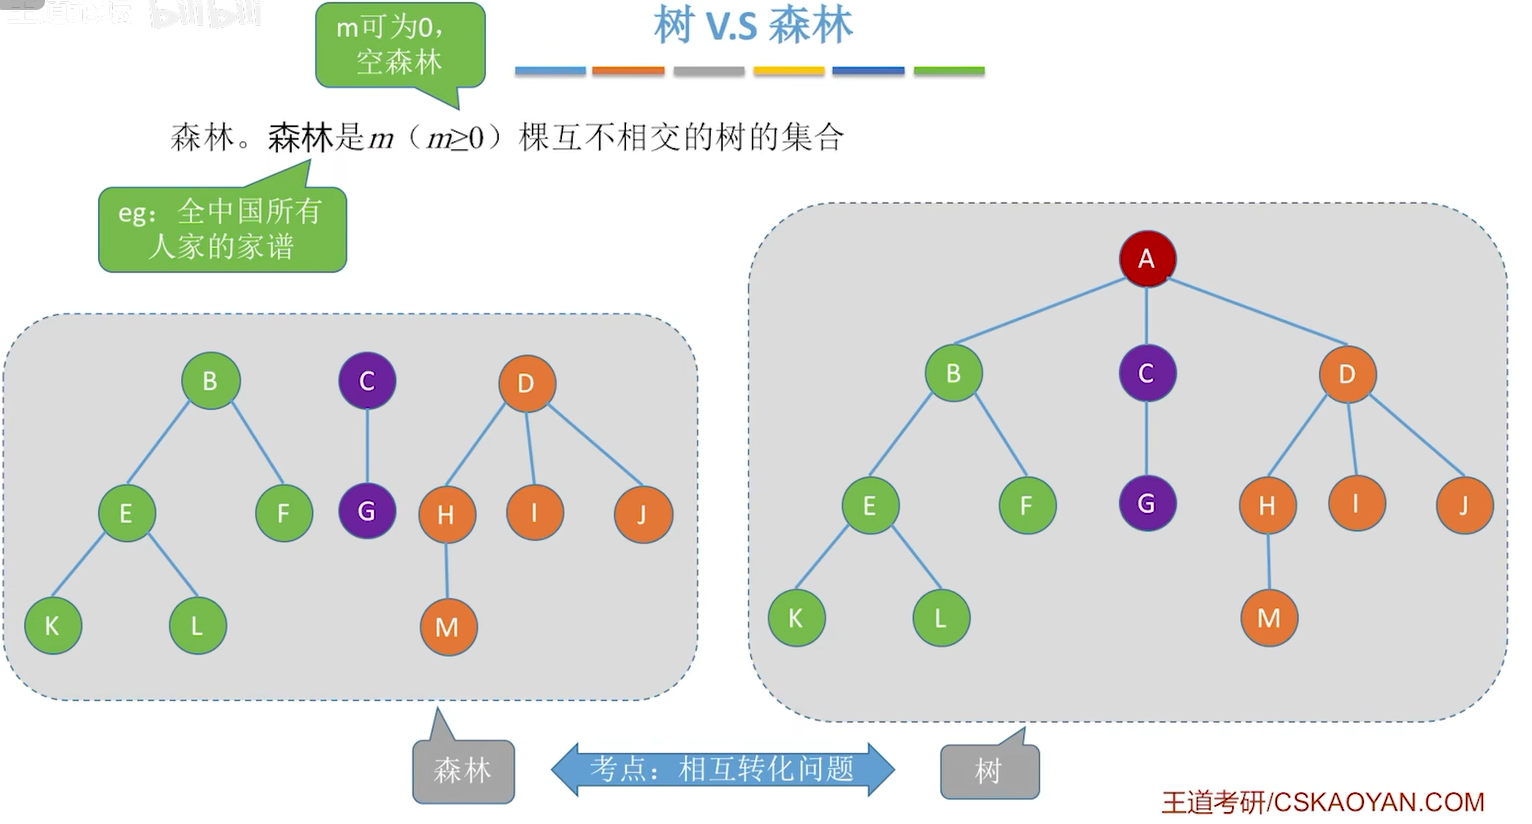 m可为0，
空森林
树 V.S 森林
森林。森林是m（m≥0）棵互不相交的树的集合
eg：全中国所有
人家的家谱
A
B C D
B C D
E F G H I J
E F G H I J
K L M
K L M
森林
考点：相互转化问题
树
王道考研/CSKAOYAN.COM